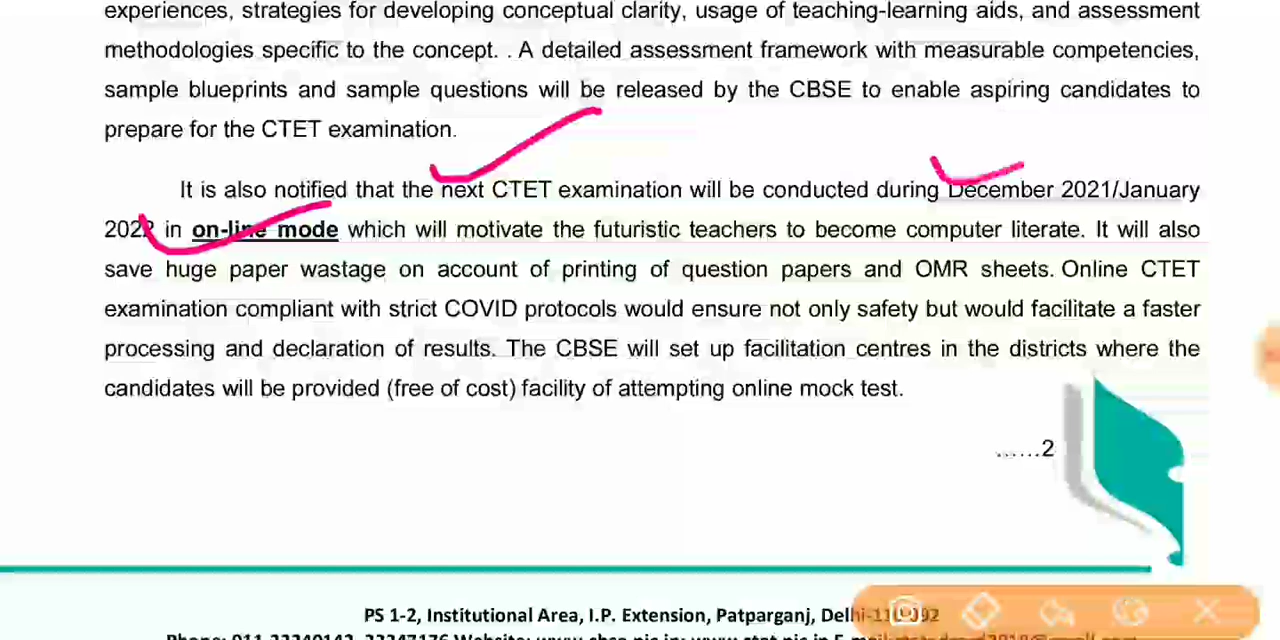 experiences, strategies for developing conceptual clarity, usage of teaching-learning aids, and assessment
methodologies specific to the concept. . A detailed assessment framework with measurable competencies,
sample blueprints and sample questions will be released by the CBSE to enable aspiring candidates to
prepare for the CTET examination.
It is also notified that the next CTET examination will be conducted during December 2021/January
2022 in on-line mode which will motivate the futuristic teachers to become computer literate. It will also
save huge paper wastage on account of printing of question papers and OMR sheets. Online CTET
examination compliant with strict COVID protocols would ensure not only safety but would facilitate a faster
processing and declaration of results. The CBSE will set up facilitation centres in the districts where the
candidates will be provided (free of cost) facility of attempting online mock test.
......2
PS 1-2, Institutional Area, I.P. Extension, Patparganj, Delhi-110092